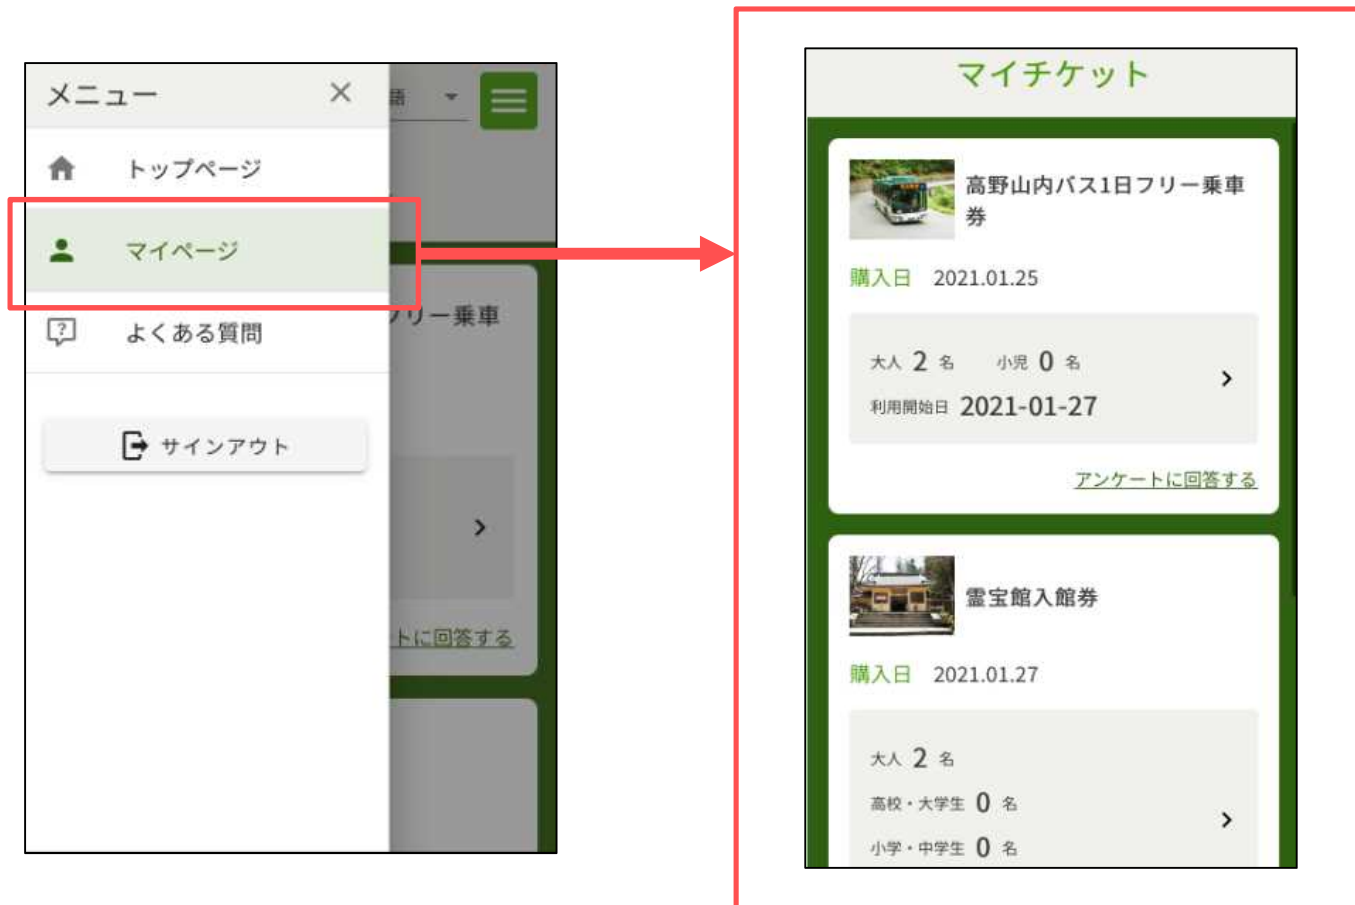 メニュー
語
トップページ
マイページ
フリー乗車
よくある質問
サインアウト
トに回答する
マイチケット
高野山内バス1日フリー乗車
券
購入日 2021.01.25
大人 2 名 小児 0 名
利用開始日 2021-01-27
アンケートに回答する
霊宝館入館券
購入日 2021.01.27
大人 2 名
高校・大学生 0 名
小学・中学生 0 名